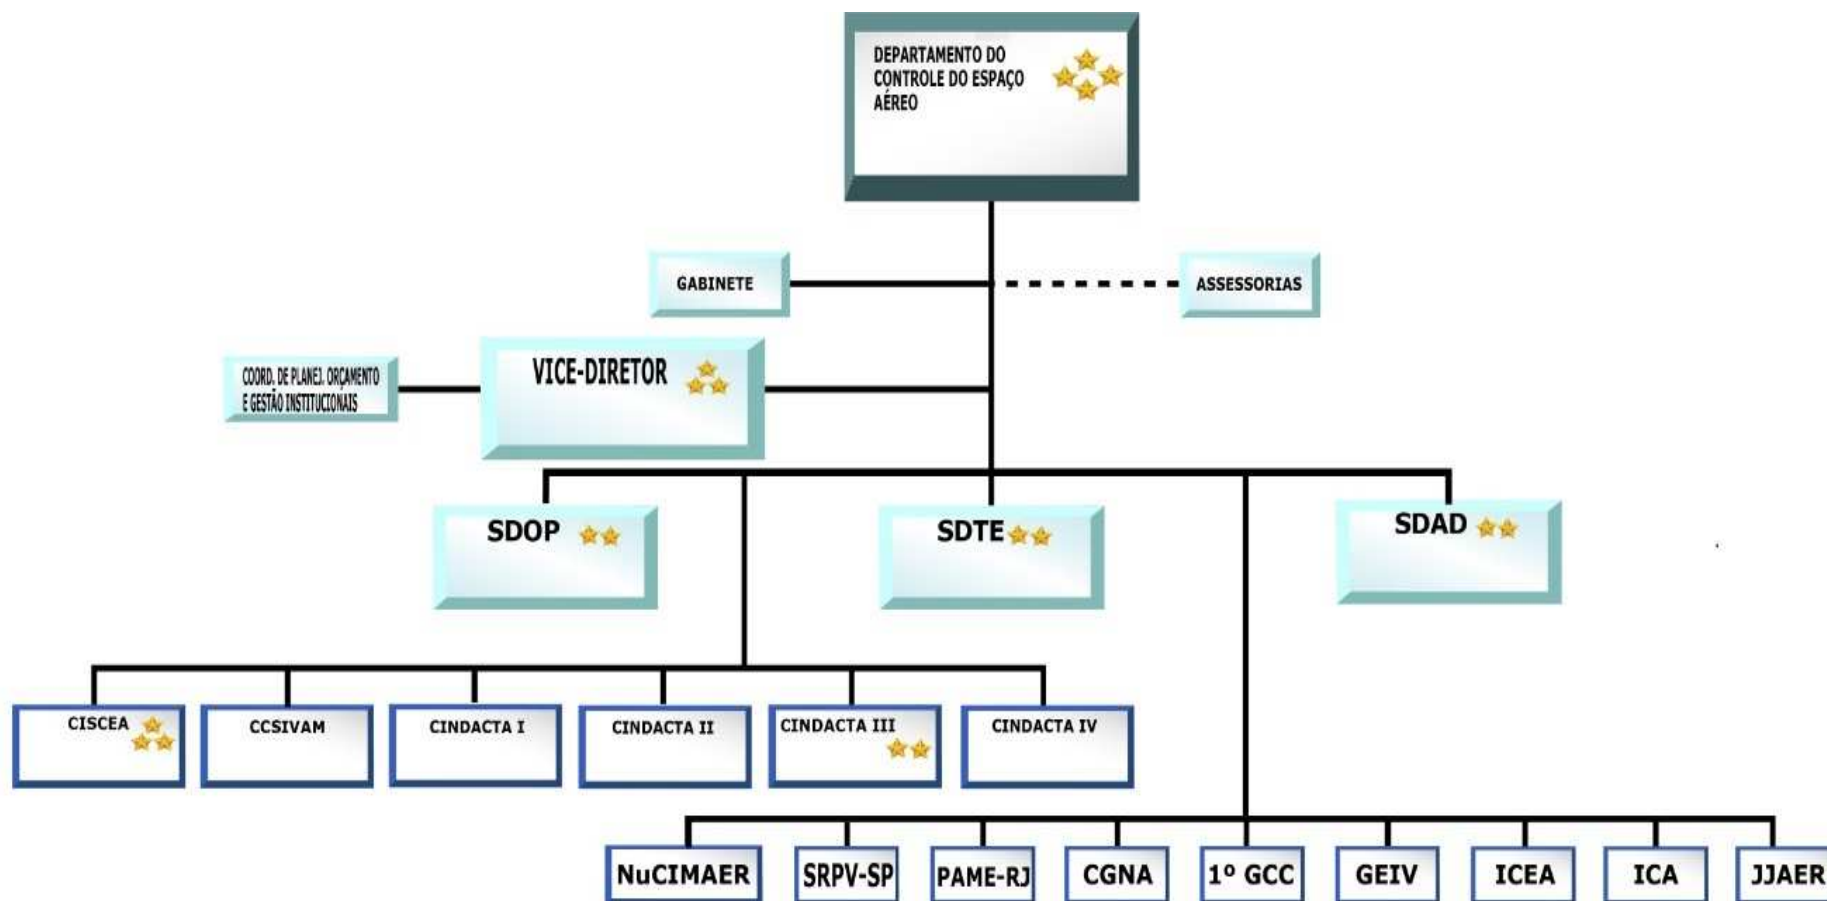 DEPARTAMENTO DO
CONTROLE DO ESPAÇO
AÉREO
GABINETE
ASSESSORIAS
COORD. DE PLANEJ. ORÇAMENTO
E GESTÃO INSTITUCIONAIS
VICE-DIRETOR
SDOP
SDTE
SDAD
CISCEA
CCSIVAM
CINDACTA I
CINDACTA II
CINDACTA III
CINDACTA IV
NuCIMAER
SRPV-SP
PAME-RJ
CGNA
1º GCC
GEIV
ICEA
ICA
JJAER